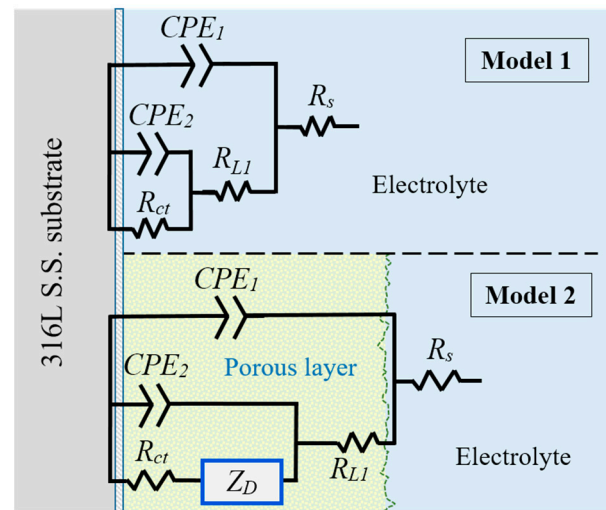 CPE1
Model 1
Rs
CPE2
RL1
Rct
Electrolyte
316L S.S. substrate
CPE1
Model 2
Rs
CPE2
Porous layer
Rct
ZD
RL1
Electrolyte